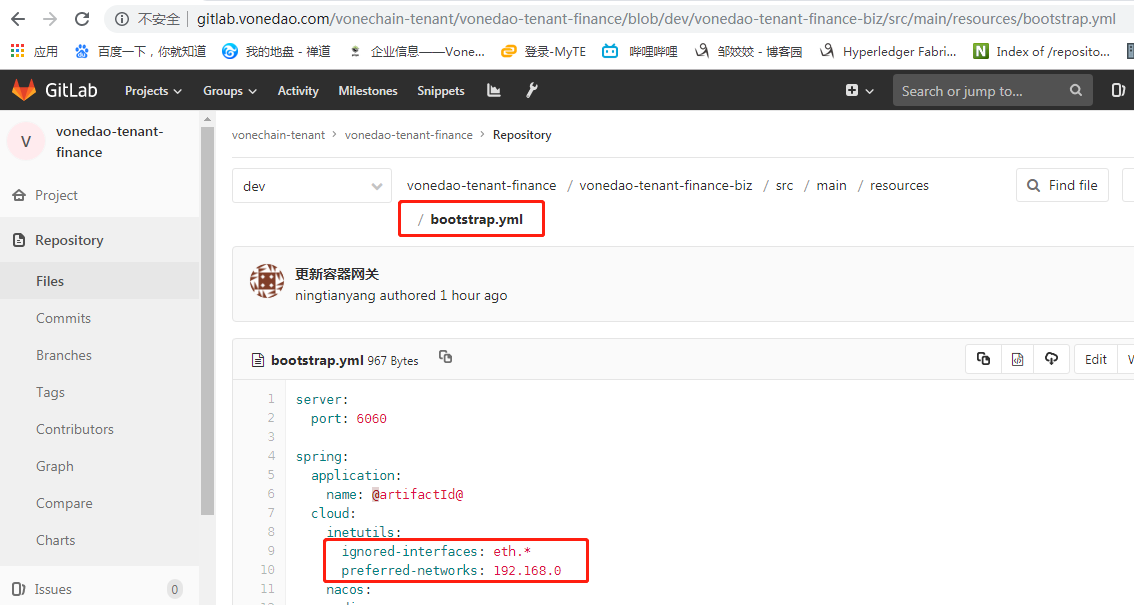 不安全 gitlab.vonedao.com/vonechain-tenant/vonedao-tenant-finance/blob/dev/vonedao-tenant-finance-biz/src/main/resources/bootstrap.yml
应用 百度一下，你就知道 我的地盘 - 禅道 企业信息——Vone... 登录-MyTE 哔哩哔哩 邹姣姣 - 博客园 Hyperledger Fabri... Index of /reposito...
GitLab Projects Groups Activity Milestones Snippets Search or jump to...
V vonedao-tenant-
finance
Project
Repository
Files
Commits
Branches
Tags
Contributors
Graph
Compare
Charts
Issues 0
vonechain-tenant › vonedao-tenant-finance › Repository
dev vonedao-tenant-finance / vonedao-tenant-finance-biz / src / main / resources Find file
/ bootstrap.yml
更新容器网关
ningtianyang authored 1 hour ago
bootstrap.yml 967 Bytes Edit
1 server:
2 port: 6060
3
4 spring:
5 application:
6 name: @artifactId@
7 cloud:
8 inetutils:
9 ignored-interfaces: eth.*
10 preferred-networks: 192.168.0
11 nacos: